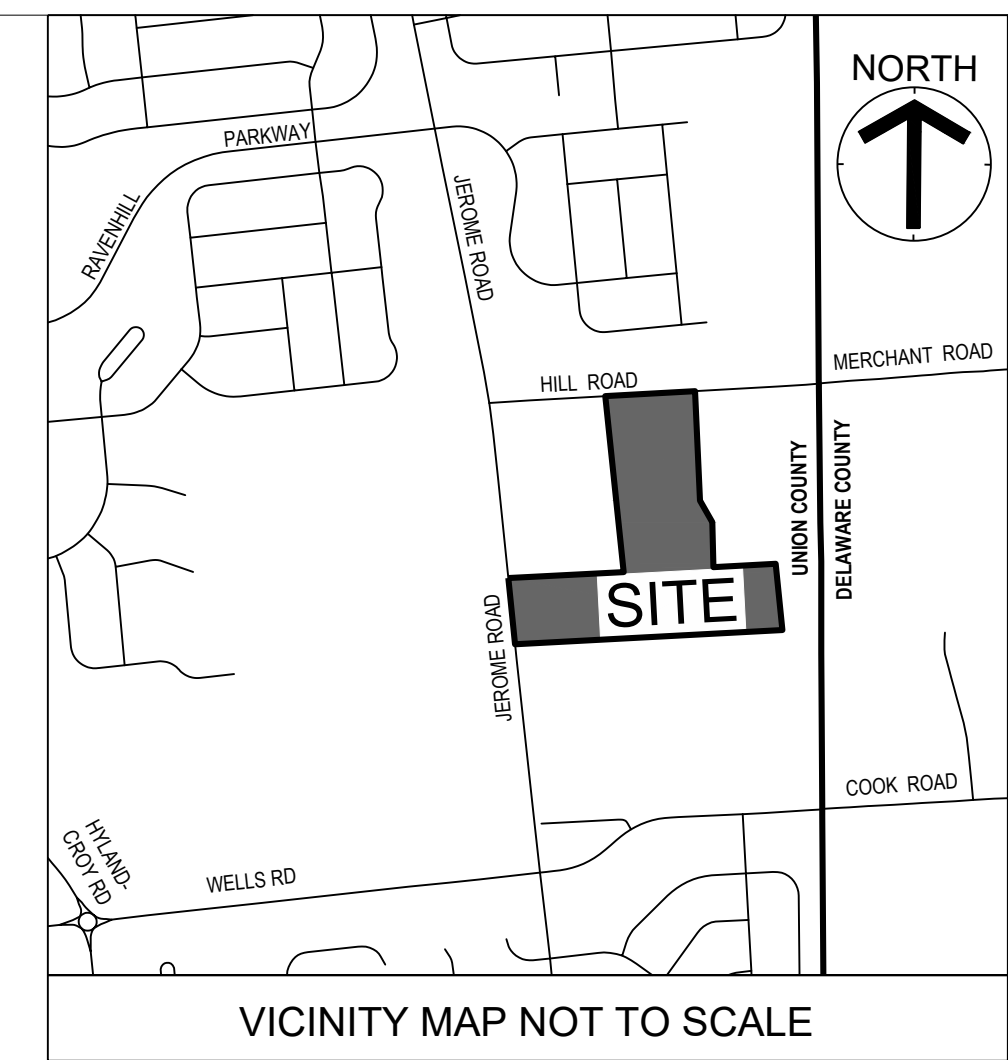 NORTH
PARKWAY
RAVENHILL
JEROME ROAD
MERCHANT ROAD
HILL ROAD
UNION COUNTY
DELAWARE COUNTY
SITE
JEROME ROAD
COOK ROAD
HYLAND-
CROY RD
WELLS RD
VICINITY MAP NOT TO SCALE